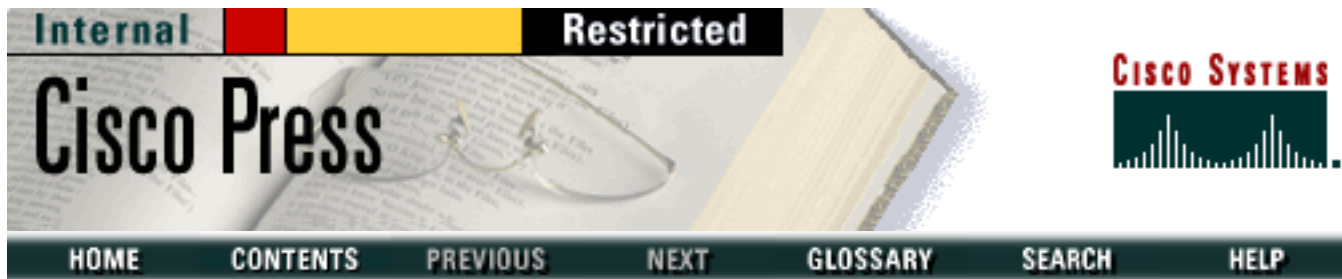 Internal Restricted
Cisco Press
CISCO SYSTEMS
HOME CONTENTS PREVIOUS NEXT GLOSSARY SEARCH HELP